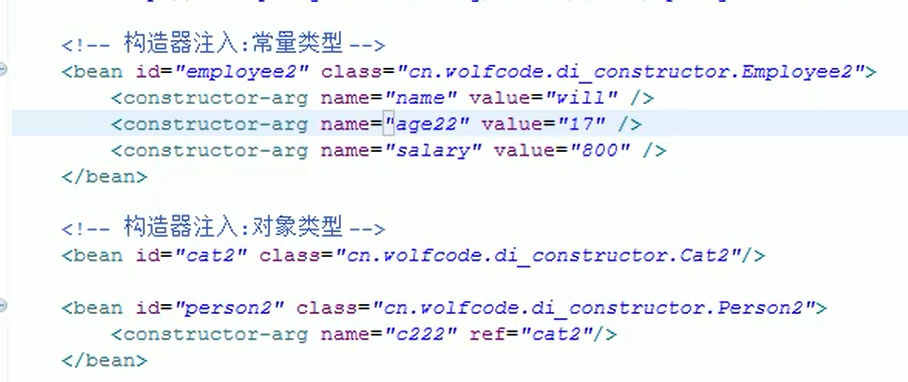 <!-- 构造器注入:常量类型 -->
<bean id="employee2" class="cn.wolfcode.di_constructor.Employee2">
<constructor-arg name="name" value="will" />
<constructor-arg name="age22" value="17" />
<constructor-arg name="salary" value="800" />
</bean>
<!-- 构造器注入:对象类型 -->
<bean id="cat2" class="cn.wolfcode.di_constructor.Cat2"/>
<bean id="person2" class="cn.wolfcode.di_constructor.Person2">
<constructor-arg name="c222" ref="cat2"/>
</bean>